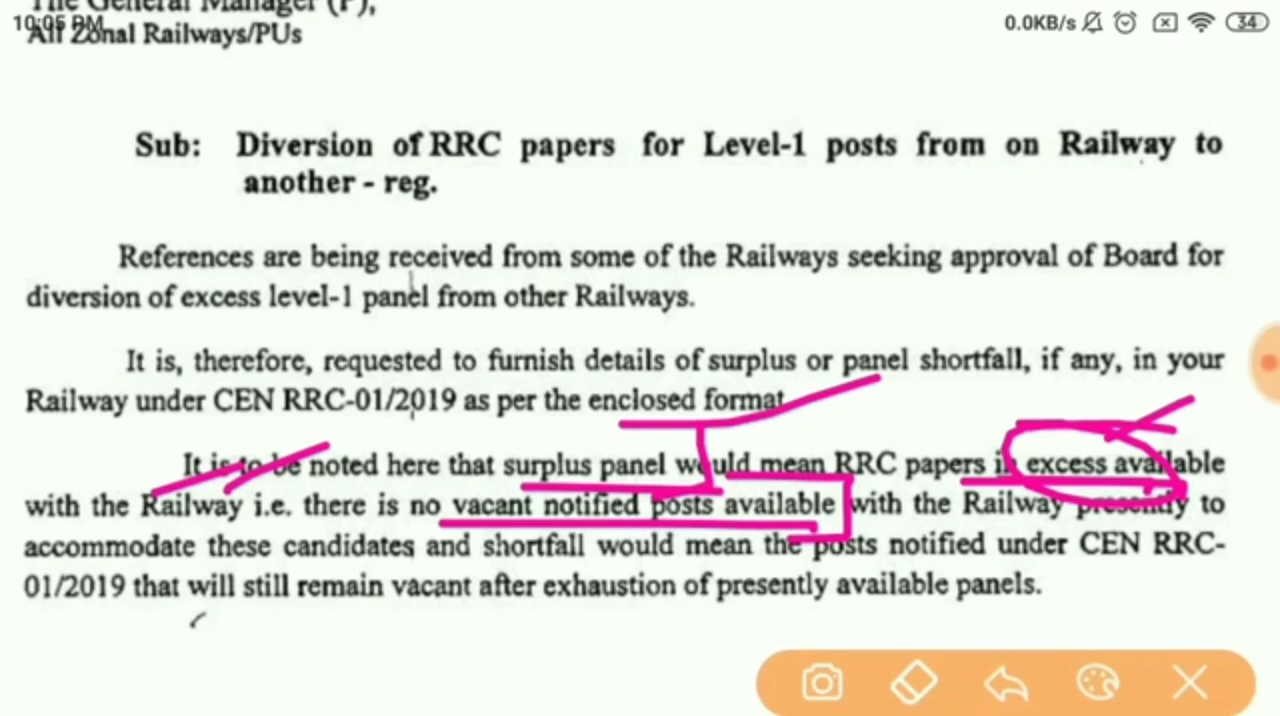 The General Manager (P),
10:05 PM
0.0KB/s
34
All Zonal Railways/PUs
Sub: Diversion of RRC papers for Level-1 posts from on Railway to
another - reg.
References are being received from some of the Railways seeking approval of Board for
diversion of excess level-1 panel from other Railways.
It is, therefore, requested to furnish details of surplus or panel shortfall, if any, in your
Railway under CEN RRC-01/2019 as per the enclosed format
It is to be noted here that surplus panel would mean RRC papers in excess available
with the Railway i.e. there is no vacant notified posts available with the Railway presently to
accommodate these candidates and shortfall would mean the posts notified under CEN RRC-
01/2019 that will still remain vacant after exhaustion of presently available panels.